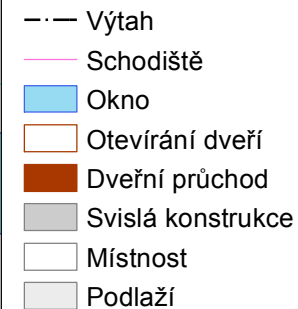 Výtah
Schodiště
Okno
Otevírání dveří
Dveřní průchod
Svislá konstrukce
Místnost
Podlaží